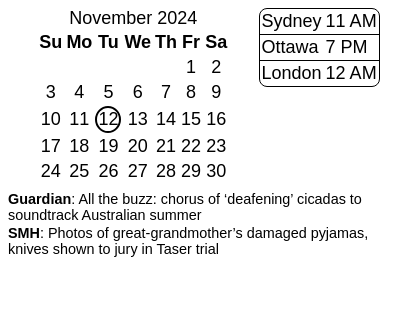 November 2024
Su Mo Tu We Th Fr Sa
1 2
3 4 5 6 7 8 9
10 11 12 13 14 15 16
17 18 19 20 21 22 23
24 25 26 27 28 29 30
Sydney 11 AM
Ottawa 7 PM
London 12 AM
Guardian: All the buzz: chorus of ‘deafening’ cicadas to
soundtrack Australian summer
SMH: Photos of great-grandmother’s damaged pyjamas,
knives shown to jury in Taser trial